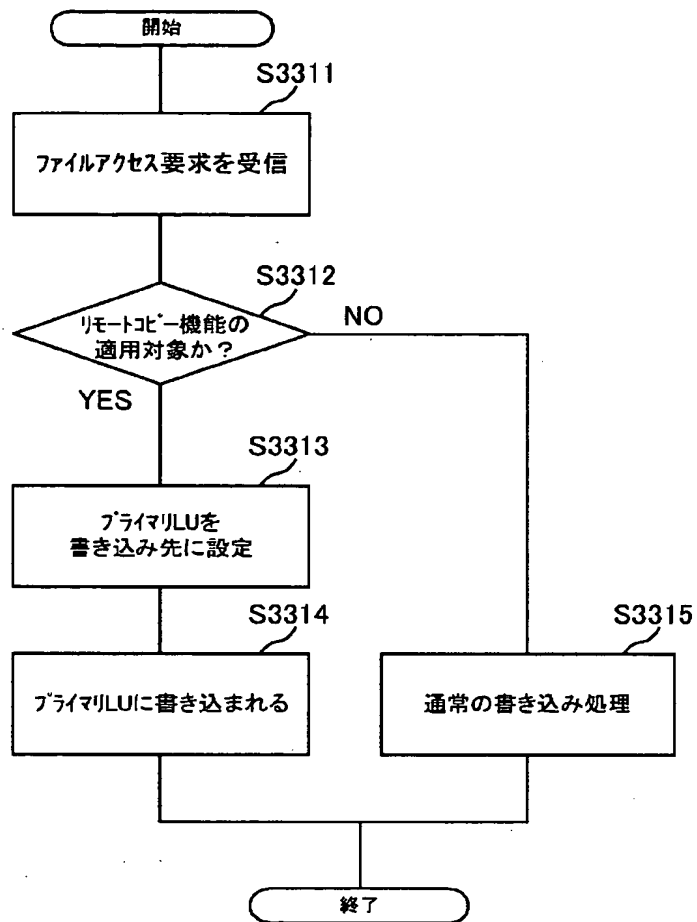 開始
S3311
ファイルアクセス要求を受信
S3312
リモートコピー機能の
適用対象か？
NO
YES
S3313
プライマリLUを
書き込み先に設定
S3314
プライマリLUに書き込まれる
S3315
通常の書き込み処理
終了